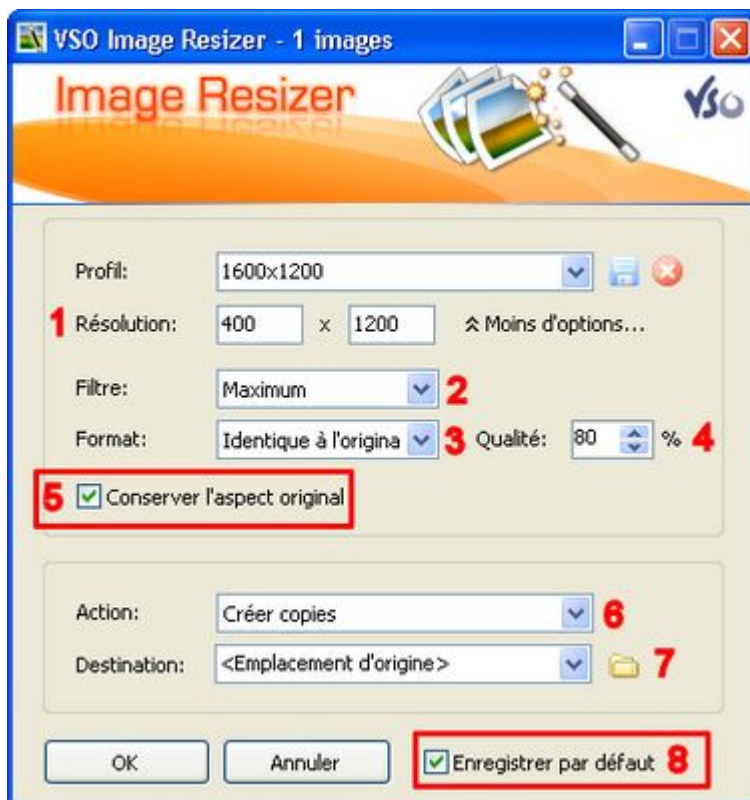 VSO Image Resizer - 1 images
Image Resizer
VSO
Profil: 1600x1200
1 Résolution: 400 x 1200 Moins d'options...
Filtre: Maximum 2
Format: Identique à l'origina 3 Qualité: 80 % 4
5 Conserver l'aspect original
Action: Créer copies 6
Destination: <Emplacement d'origine> 7
OK Annuler Enregistrer par défaut 8